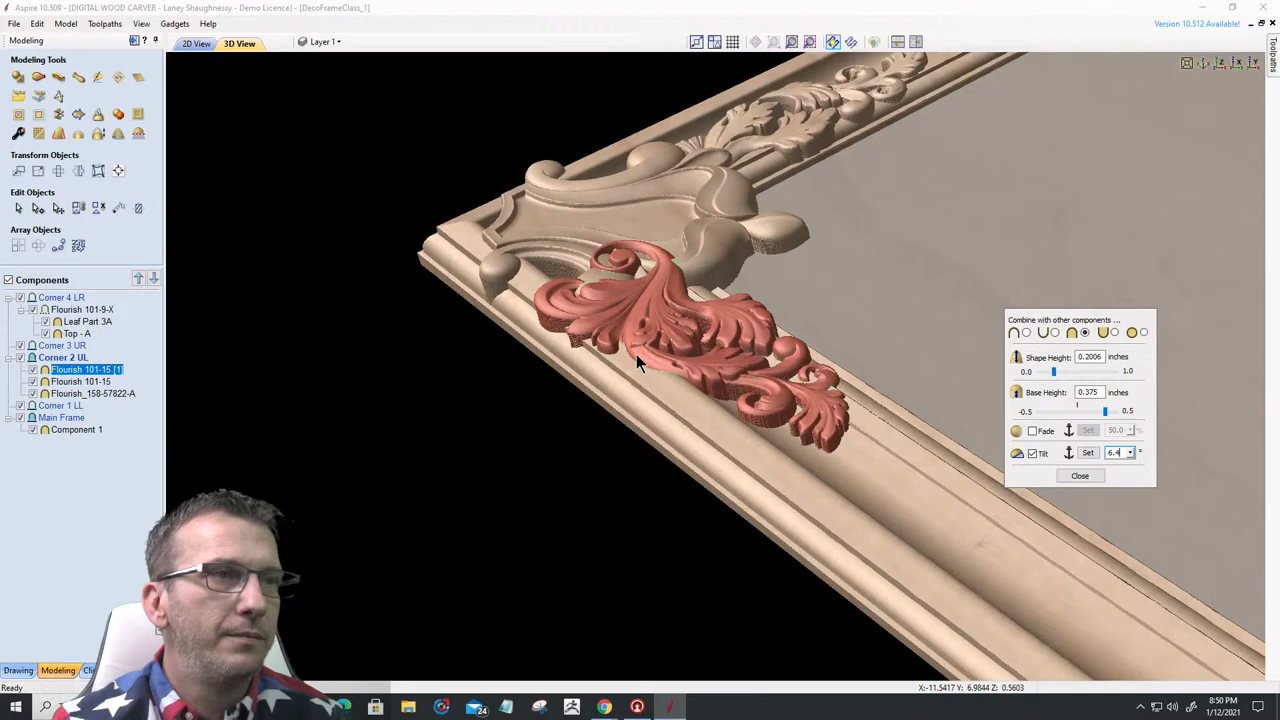 Aspire 10.509 - {DIGITAL WOOD CARVER - Laney Shaughnessy - Demo Licence} - [DecoFrameClass_1]
File Edit Model Toolpaths View Gadgets Help
Version 10.512 Available!
Modeling
2D View
3D View
Layer 1
Toolpaths
Modeling Tools
Transform Objects
Edit Objects
Array Objects
Components
Corner 4 LR
Flourish 101-9-X
Leaf Part 3A
Top - A
Corner 3 UR
Corner 2 UL
Flourish 101-15 [1]
Flourish 101-15
Flourish_158-57822-A
Corner 1 LL
Main Frame
Component 1
Combine with other components ...
Shape Height: 0.2006 inches
0.0 1.0
Base Height: 0.375 inches
-0.5 0.5
Fade Set 50.0 %
Tilt Set 6.4 °
Close
Drawing Modeling Cli
Ready
X:-11.5417 Y: 6.9844 Z: 0.5603
24
8:50 PM
1/12/2021